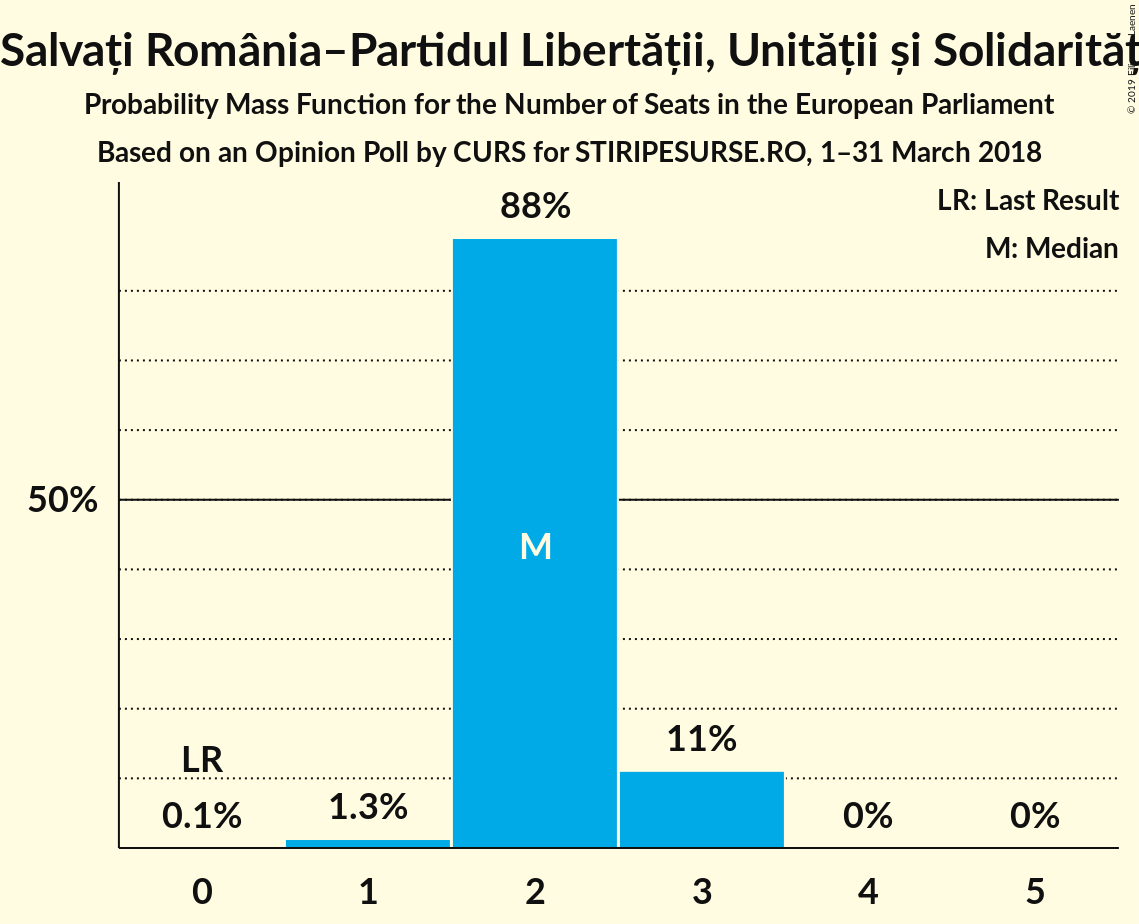 Salvați România–Partidul Libertății, Unității și Solidarităț
Probability Mass Function for the Number of Seats in the European Parliament
Based on an Opinion Poll by CURS for STIRIPESURSE.RO, 1–31 March 2018
© 2019
Laenen
LR: Last Result
M: Median
88%
50%
M
11%
LR
1.3%
0.1%
0%
0%
0
1
2
3
4
5